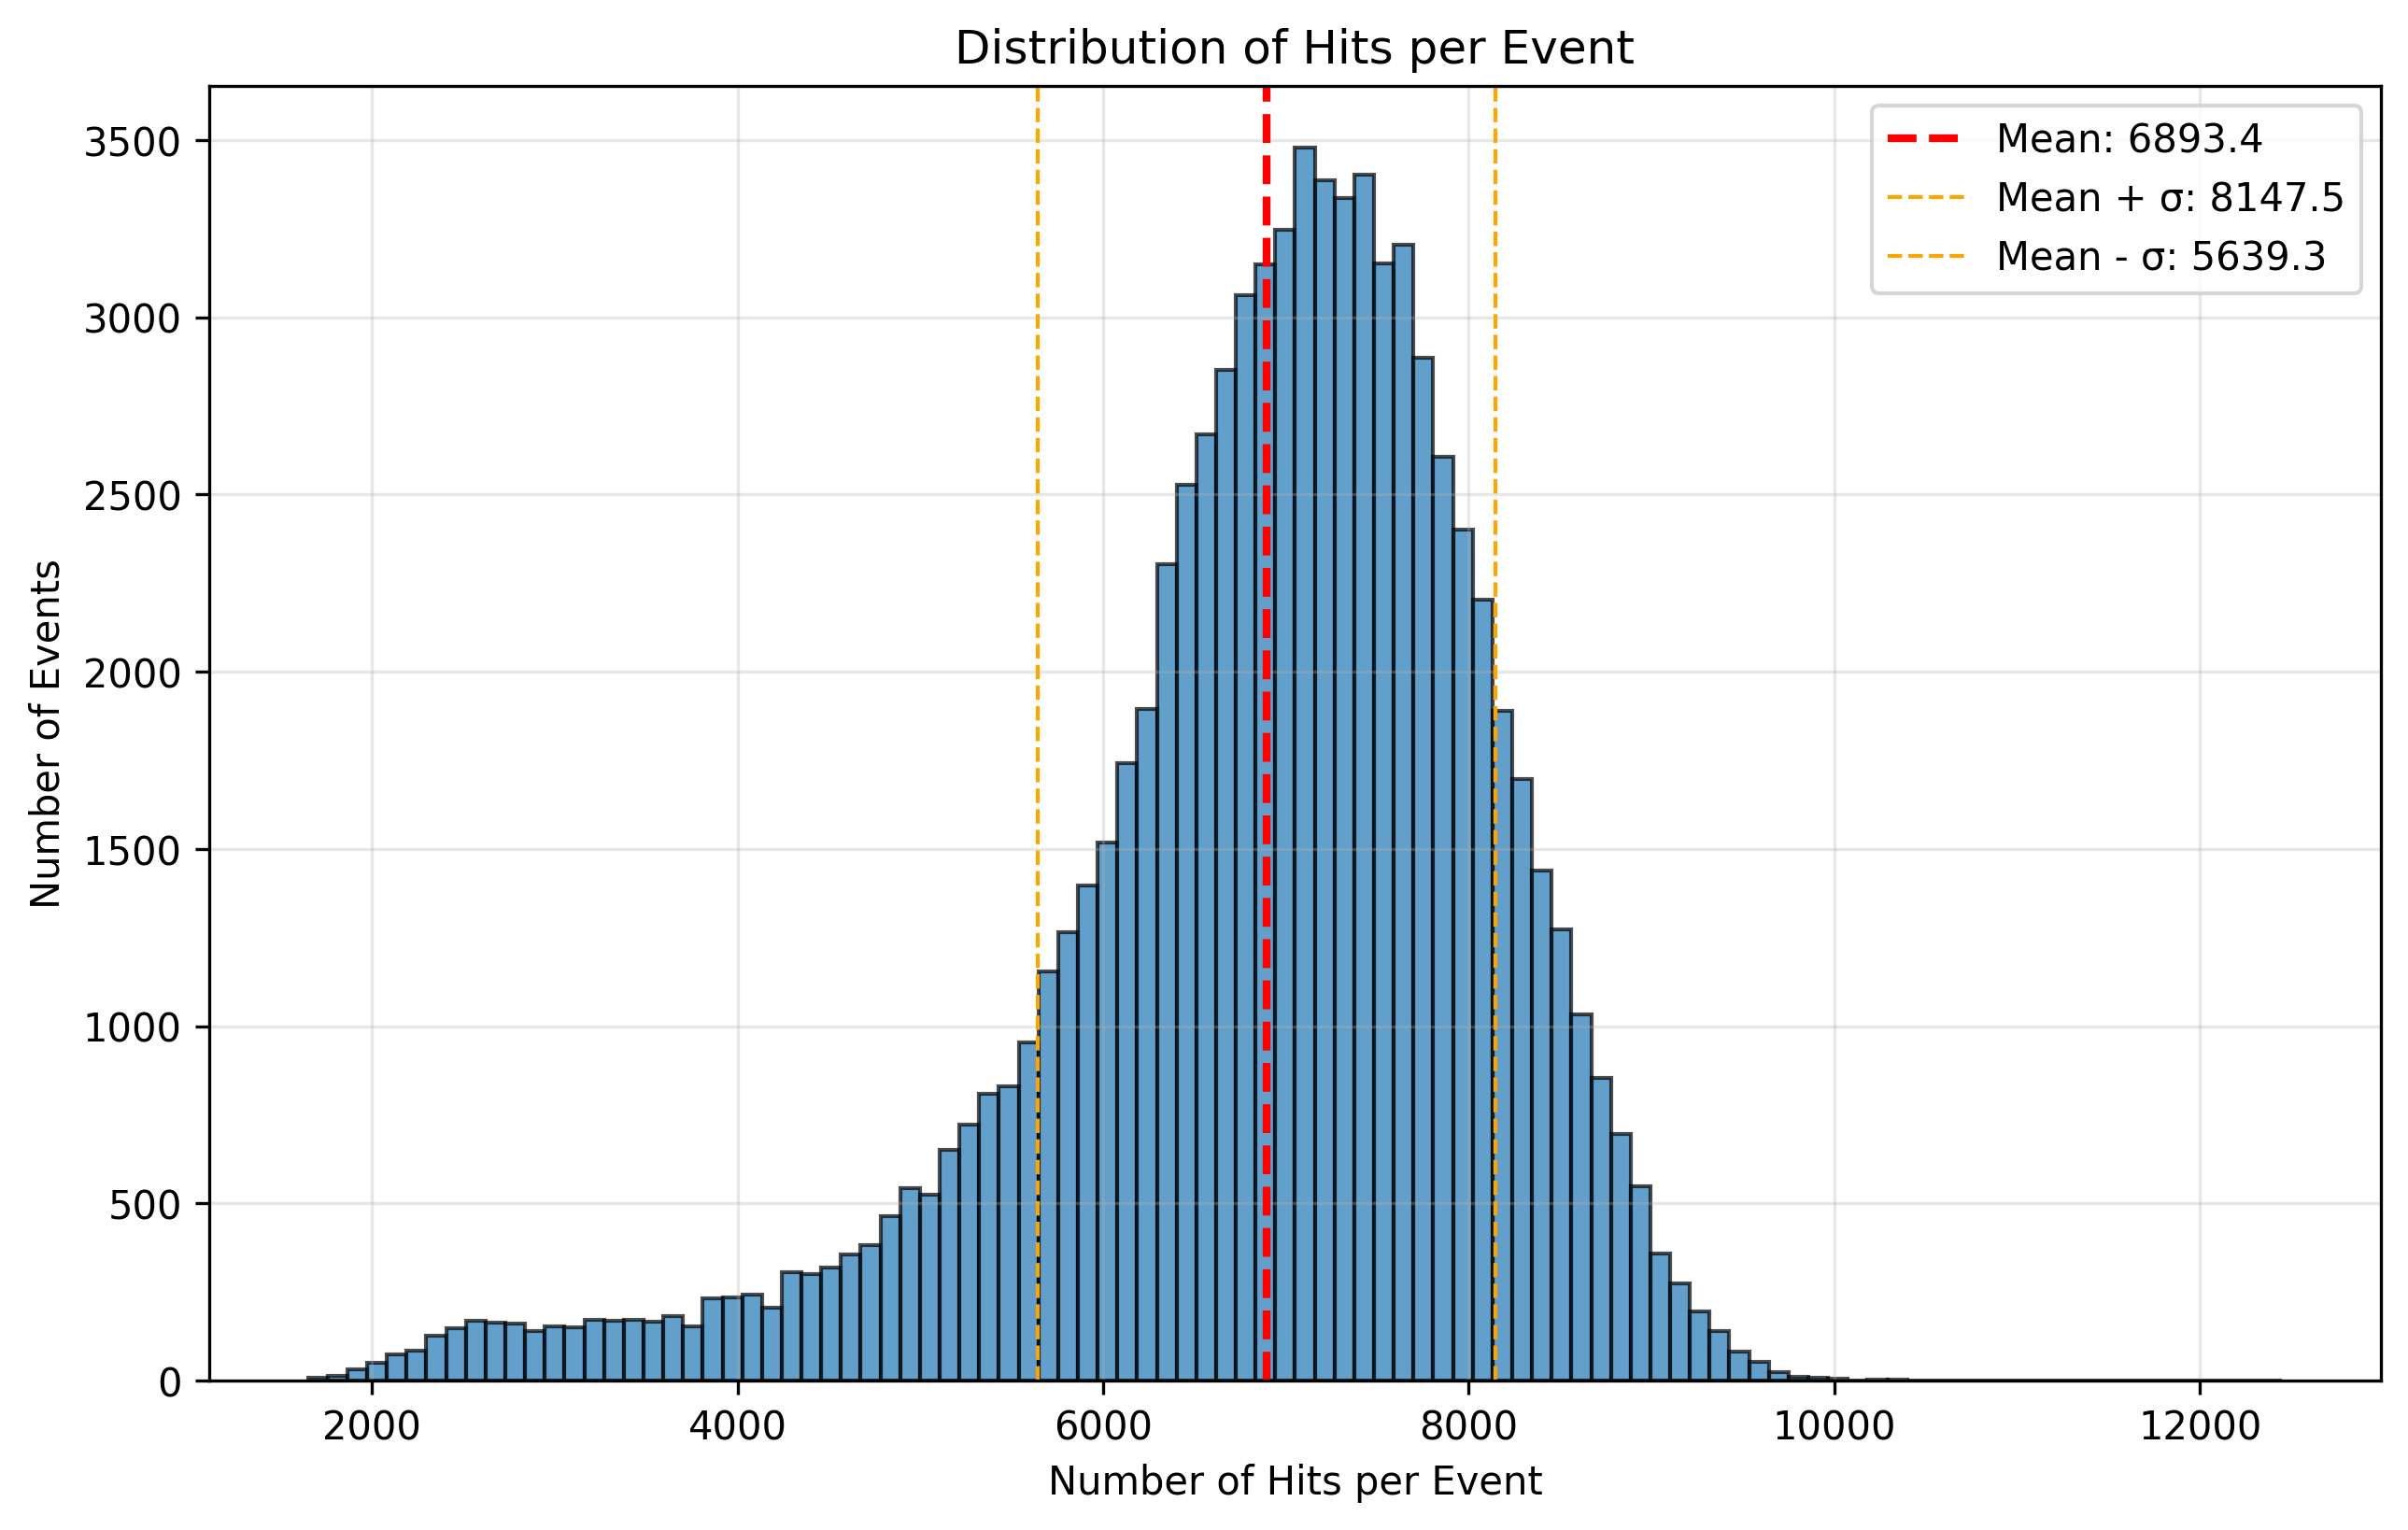 Distribution of Hits per Event
Mean: 6893.4
Mean + σ: 8147.5
Mean - σ: 5639.3
3500
3000
2500
2000
1500
1000
500
0
Number of Events
2000 4000 6000 8000 10000 12000
Number of Hits per Event